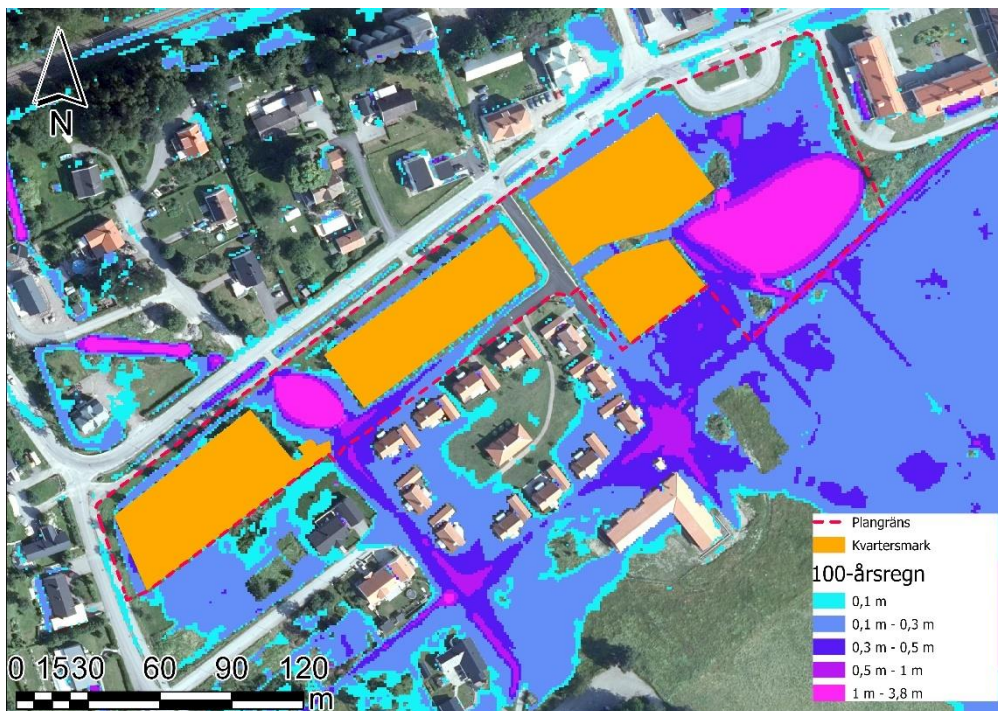 N
Plangräns
Kvartersmark
100-årsregn
0,1 m
0,1 m - 0,3 m
0,3 m - 0,5 m
0,5 m - 1 m
1 m - 3,8 m
0 15 30 60 90 120
m